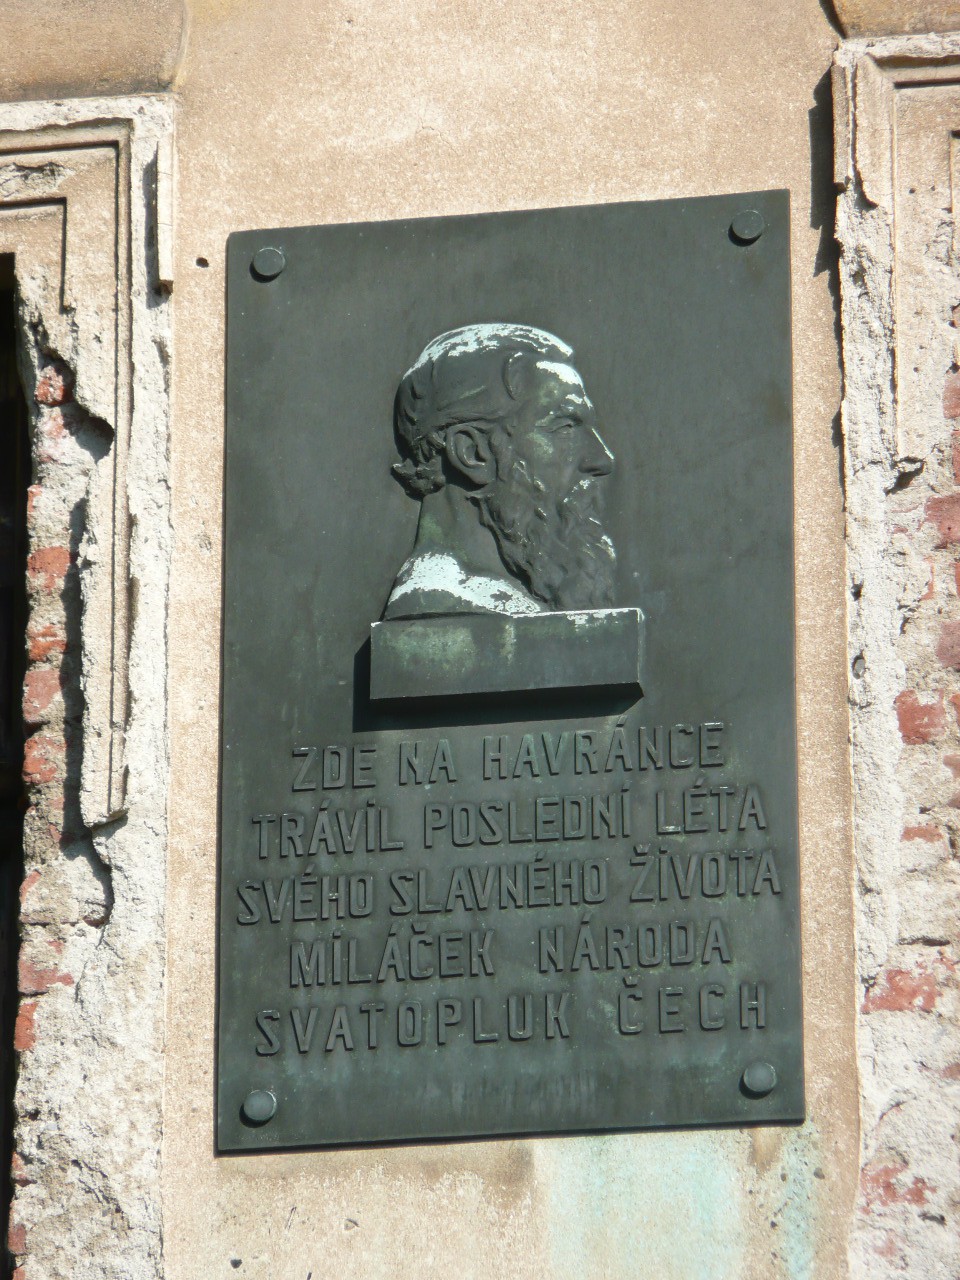 ZDE NA HAVRÁNCE
TRÁVIL POSLEDNÍ LÉTA
SVÉHO SLAVNÉHO ŽIVOTA
MILÁČEK NÁRODA
SVATOPLUK ČECH